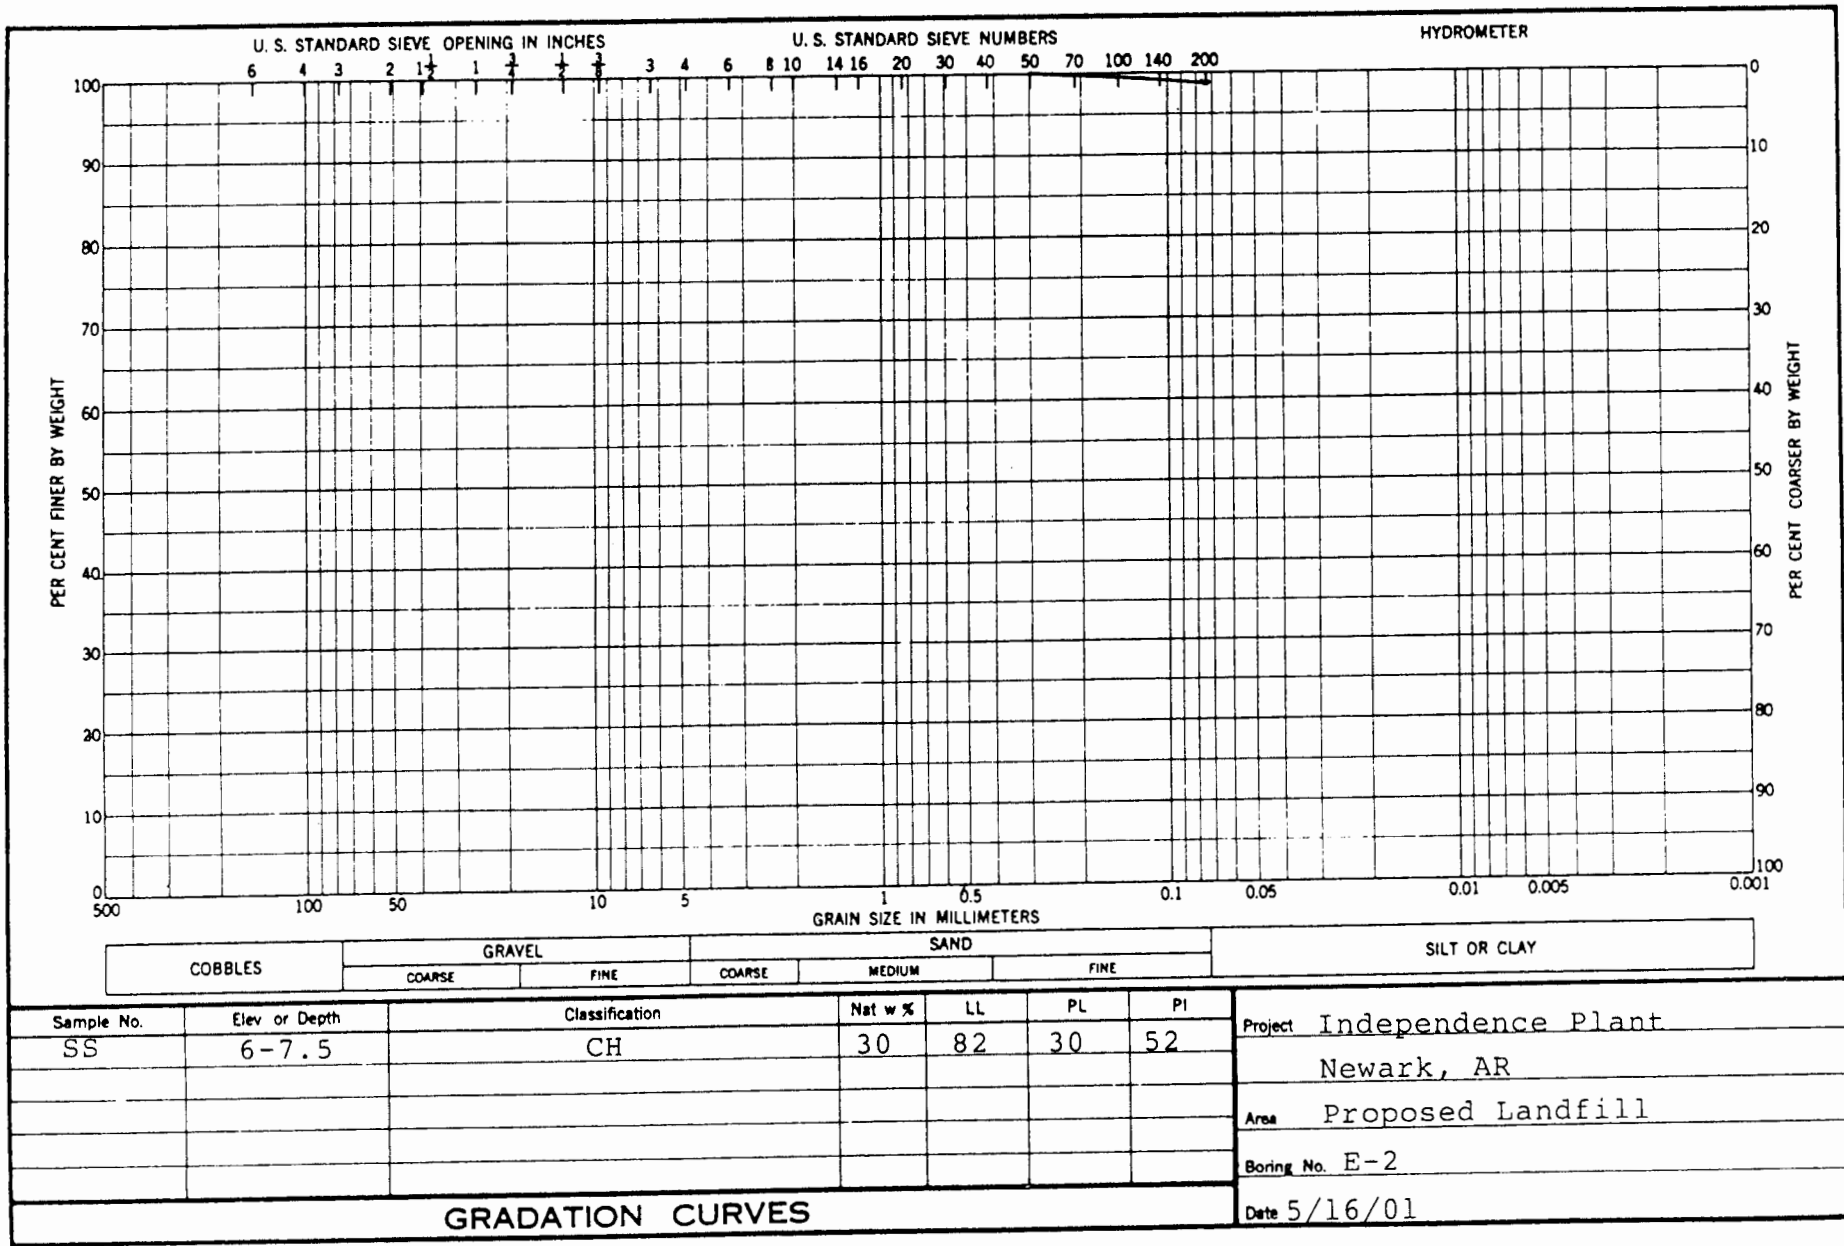 U. S. STANDARD SIEVE OPENING IN INCHES U. S. STANDARD SIEVE NUMBERS HYDROMETER
6 4 3 2 1½ 1 ¾ ½ ⅜ 3 4 6 8 10 14 16 20 30 40 50 70 100 140 200
100 0
90 10
80 20
70 30
60 40
50 50
40 60
30 70
20 80
10 90
0 100
PER CENT FINER BY WEIGHT
PER CENT COARSER BY WEIGHT
500 100 50 10 5 1 0.5 0.1 0.05 0.01 0.005 0.001
GRAIN SIZE IN MILLIMETERS
COBBLES GRAVEL SAND SILT OR CLAY
COARSE FINE COARSE MEDIUM FINE
Sample No. Elev or Depth Classification Nat w % LL PL PI
SS 6-7.5 CH 30 82 30 52
Project Independence Plant
Newark, AR
Area Proposed Landfill
Boring No. E-2
Date 5/16/01
GRADATION CURVES